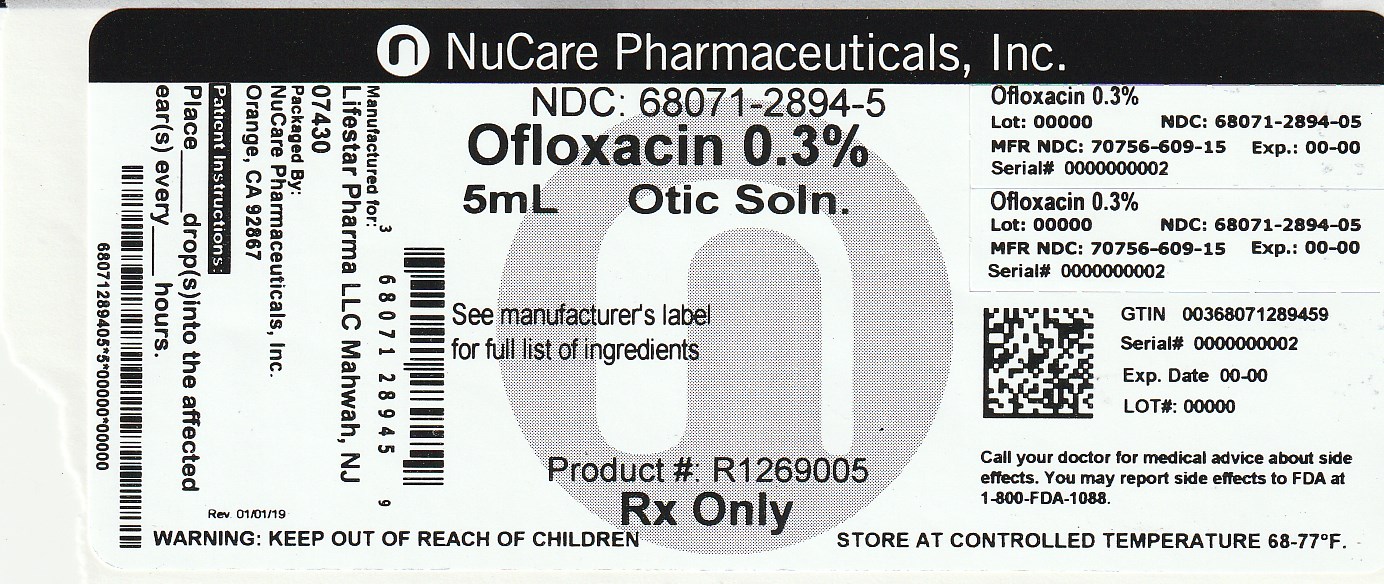 NuCare Pharmaceuticals, Inc.
NDC: 68071-2894-5
Ofloxacin 0.3%
5mL Otic Soln.
See manufacturer's label
for full list of ingredients
Product #: R1269005
Rx Only
WARNING: KEEP OUT OF REACH OF CHILDREN
STORE AT CONTROLLED TEMPERATURE 68-77°F.
Manufactured for:
Lifestar Pharma LLC Mahwah, NJ
07430
Packaged By:
NuCare Pharmaceuticals, Inc.
Orange, CA 92867
Patient Instructions:
Place____drop(s)into the affected
ear(s) every___ hours.
3 68071 28945 9
68071289405*5*00000*00000
Rev. 01/01/19
Ofloxacin 0.3%
Lot: 00000 NDC: 68071-2894-05
MFR NDC: 70756-609-15 Exp.: 00-00
Serial# 0000000002
Ofloxacin 0.3%
Lot: 00000 NDC: 68071-2894-05
MFR NDC: 70756-609-15 Exp.: 00-00
Serial# 0000000002
GTIN 00368071289459
Serial# 0000000002
Exp. Date 00-00
LOT#: 00000
Call your doctor for medical advice about side
effects. You may report side effects to FDA at
1-800-FDA-1088.